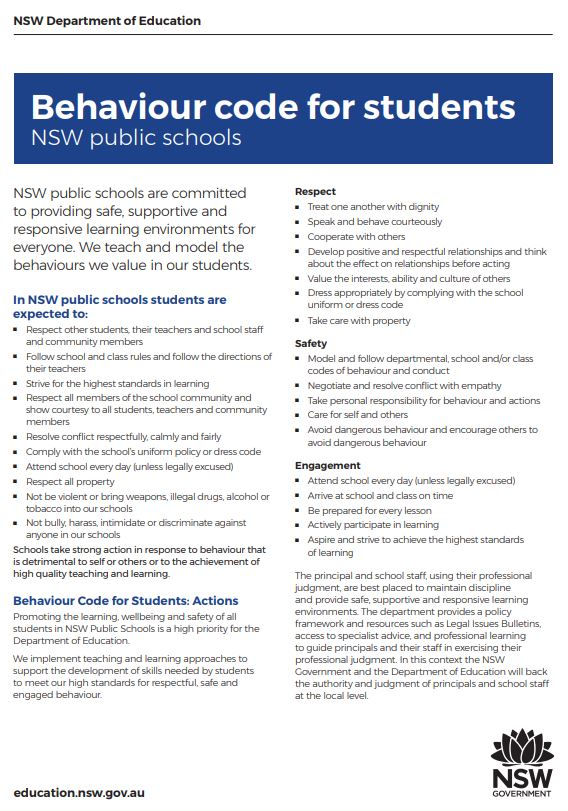 NSW Department of Education
Behaviour code for students
NSW public schools
NSW public schools are committed
to providing safe, supportive and
responsive learning environments for
everyone. We teach and model the
behaviours we value in our students.
In NSW public schools students are
expected to:
▪ Respect other students, their teachers and school staff
and community members
▪ Follow school and class rules and follow the directions of
their teachers
▪ Strive for the highest standards in learning
▪ Respect all members of the school community and
show courtesy to all students, teachers and community
members
▪ Resolve conflict respectfully, calmly and fairly
▪ Comply with the school's uniform policy or dress code
▪ Attend school every day (unless legally excused)
▪ Respect all property
▪ Not be violent or bring weapons, illegal drugs, alcohol or
tobacco into our schools
▪ Not bully, harass, intimidate or discriminate against
anyone in our schools
Schools take strong action in response to behaviour that
is detrimental to self or others or to the achievement of
high quality teaching and learning.
Behaviour Code for Students: Actions
Promoting the learning, wellbeing and safety of all
students in NSW Public Schools is a high priority for the
Department of Education.
We implement teaching and learning approaches to
support the development of skills needed by students
to meet our high standards for respectful, safe and
engaged behaviour.
Respect
▪ Treat one another with dignity
▪ Speak and behave courteously
▪ Cooperate with others
▪ Develop positive and respectful relationships and think
about the effect on relationships before acting
▪ Value the interests, ability and culture of others
▪ Dress appropriately by complying with the school
uniform or dress code
▪ Take care with property
Safety
▪ Model and follow departmental, school and/or class
codes of behaviour and conduct
▪ Negotiate and resolve conflict with empathy
▪ Take personal responsibility for behaviour and actions
▪ Care for self and others
▪ Avoid dangerous behaviour and encourage others to
avoid dangerous behaviour
Engagement
▪ Attend school every day (unless legally excused)
▪ Arrive at school and class on time
▪ Be prepared for every lesson
▪ Actively participate in learning
▪ Aspire and strive to achieve the highest standards
of learning
The principal and school staff, using their professional
judgment, are best placed to maintain discipline
and provide safe, supportive and responsive learning
environments. The department provides a policy
framework and resources such as Legal Issues Bulletins,
access to specialist advice, and professional learning
to guide principals and their staff in exercising their
professional judgment. In this context the NSW
Government and the Department of Education will back
the authority and judgment of principals and school staff
at the local level.
education.nsw.gov.au
NSW
GOVERNMENT